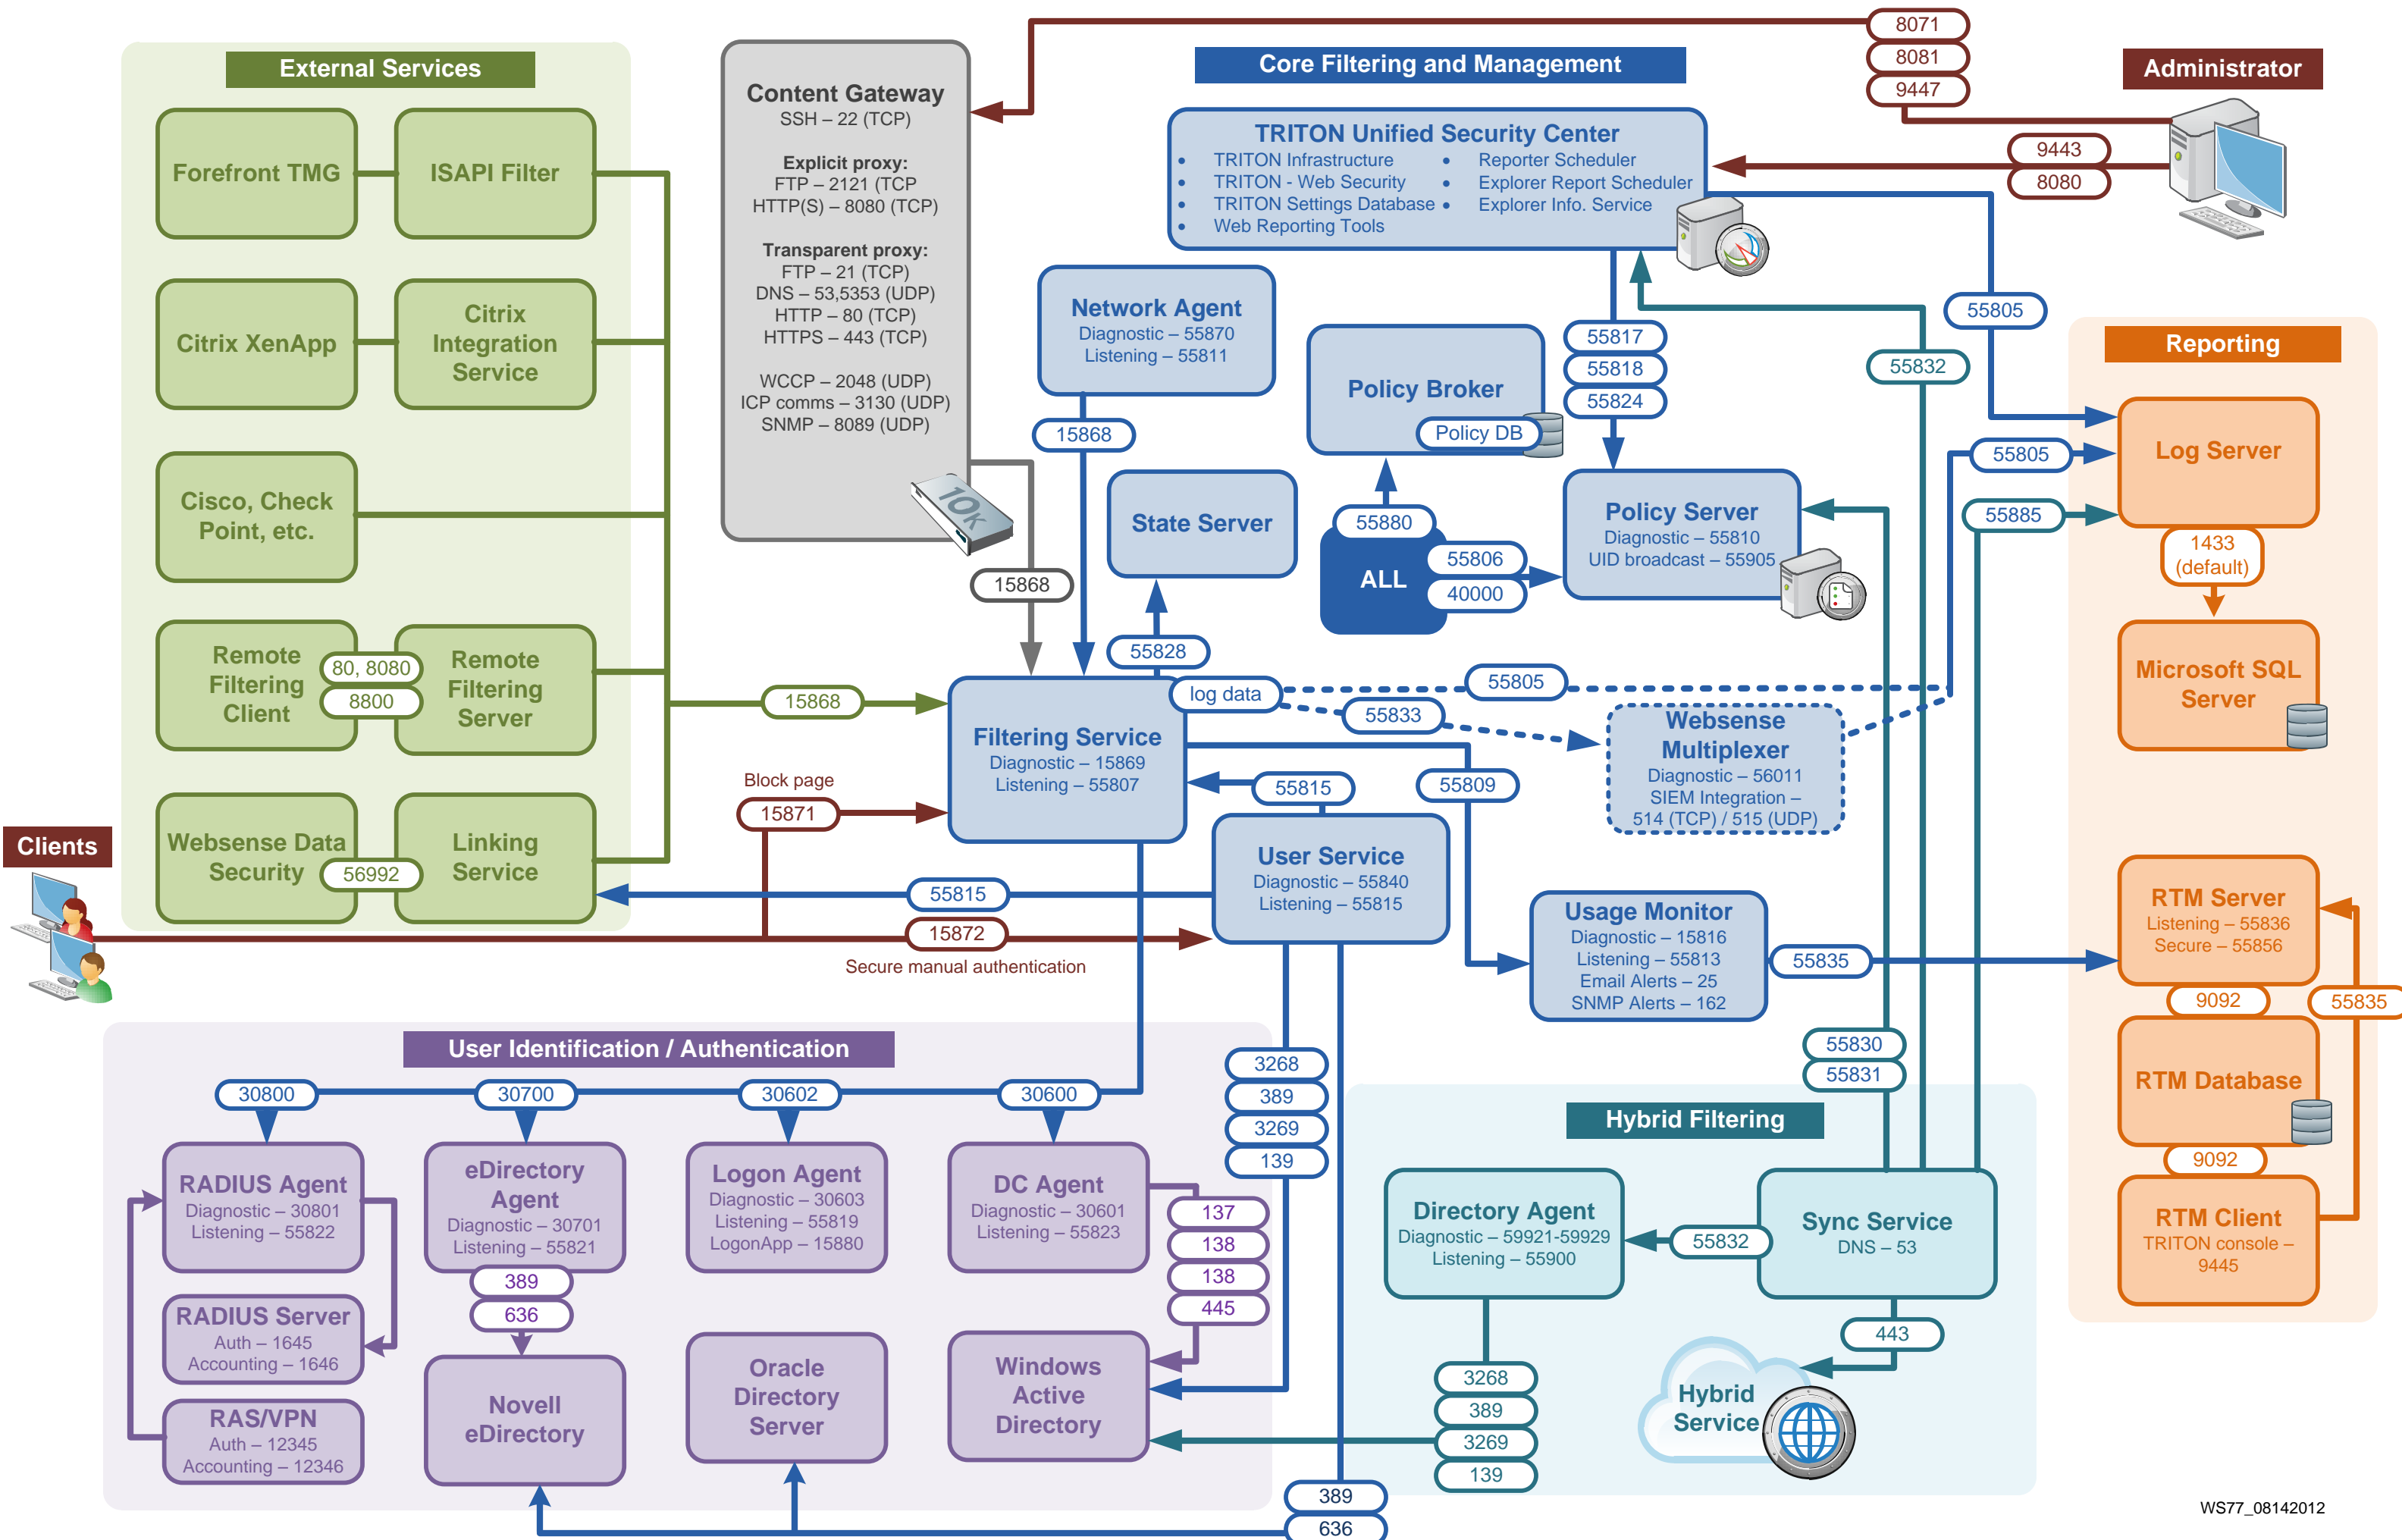 External Services
Forefront TMG
ISAPI Filter
Citrix XenApp
Citrix
Integration
Service
Cisco, Check
Point, etc.
Remote
Filtering
Client
80, 8080
8800
Remote
Filtering
Server
Websense Data
Security
56992
Linking
Service
15868
Clients
Block page
15871
15872
Secure manual authentication
55815
Content Gateway
SSH – 22 (TCP)
Explicit proxy:
FTP – 2121 (TCP
HTTP(S) – 8080 (TCP)
Transparent proxy:
FTP – 21 (TCP)
DNS – 53,5353 (UDP)
HTTP – 80 (TCP)
HTTPS – 443 (TCP)
WCCP – 2048 (UDP)
ICP comms – 3130 (UDP)
SNMP – 8089 (UDP)
10K
15868
Core Filtering and Management
TRITON Unified Security Center
• TRITON Infrastructure
• TRITON - Web Security
• TRITON Settings Database
• Web Reporting Tools
• Reporter Scheduler
• Explorer Report Scheduler
• Explorer Info. Service
8071
8081
9447
Administrator
9443
8080
Network Agent
Diagnostic – 55870
Listening – 55811
15868
State Server
55828
Policy Broker
Policy DB
55880
ALL
55806
40000
55817
55818
55824
Policy Server
Diagnostic – 55810
UID broadcast – 55905
55805
55832
55805
55885
Filtering Service
Diagnostic – 15869
Listening – 55807
log data
55805
55833
Websense
Multiplexer
Diagnostic – 56011
SIEM Integration –
514 (TCP) / 515 (UDP)
55815
55809
User Service
Diagnostic – 55840
Listening – 55815
Usage Monitor
Diagnostic – 15816
Listening – 55813
Email Alerts – 25
SNMP Alerts – 162
55835
Reporting
Log Server
1433
(default)
Microsoft SQL
Server
RTM Server
Listening – 55836
Secure – 55856
9092
55835
RTM Database
9092
RTM Client
TRITON console –
9445
User Identification / Authentication
30800
30700
30602
30600
RADIUS Agent
Diagnostic – 30801
Listening – 55822
eDirectory
Agent
Diagnostic – 30701
Listening – 55821
389
636
Logon Agent
Diagnostic – 30603
Listening – 55819
LogonApp – 15880
DC Agent
Diagnostic – 30601
Listening – 55823
137
138
138
445
3268
389
3269
139
RADIUS Server
Auth – 1645
Accounting – 1646
RAS/VPN
Auth – 12345
Accounting – 12346
Novell
eDirectory
Oracle
Directory
Server
Windows
Active
Directory
389
636
Hybrid Filtering
55830
55831
Directory Agent
Diagnostic – 59921-59929
Listening – 55900
55832
Sync Service
DNS – 53
443
3268
389
3269
139
Hybrid
Service
WS77_08142012